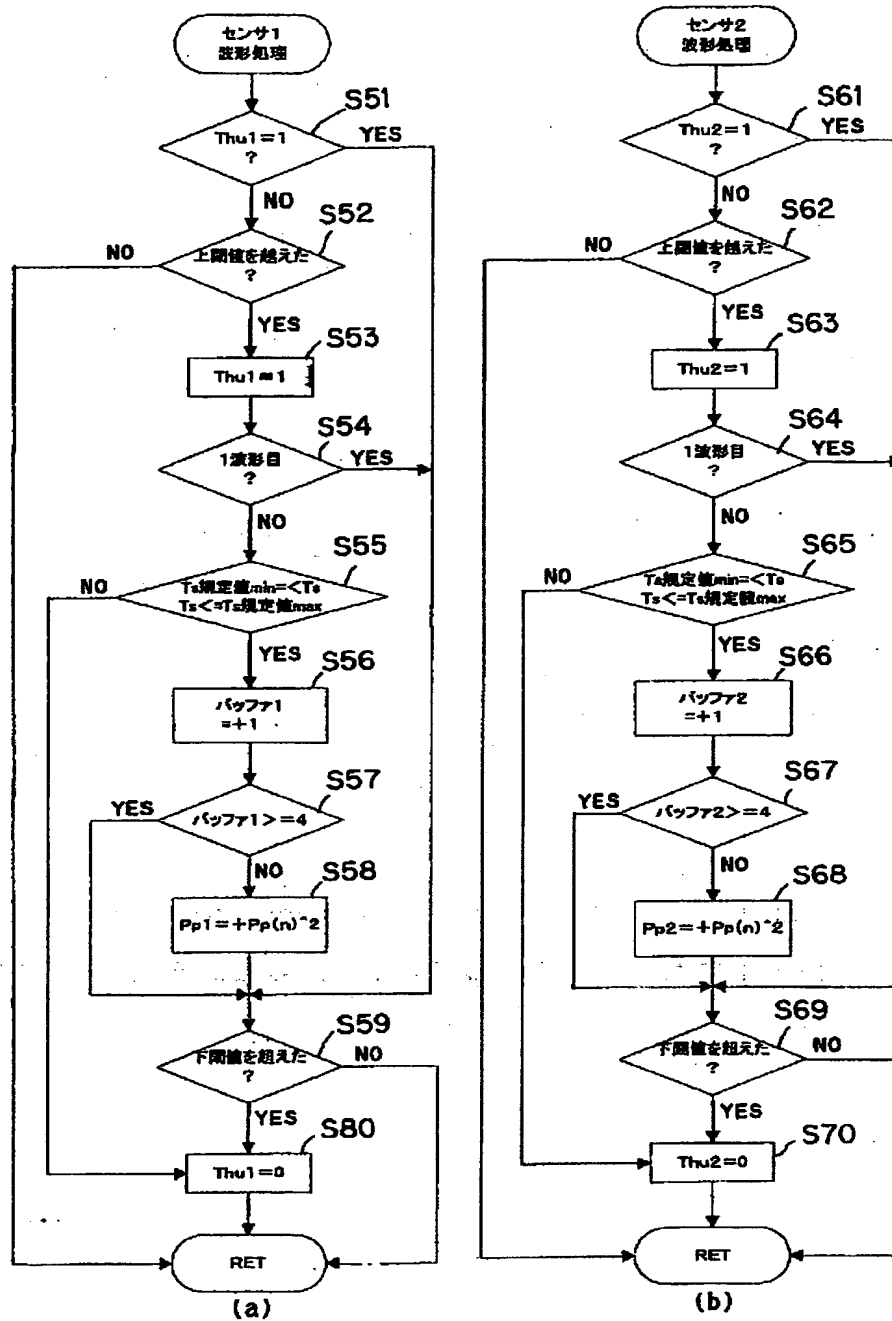 センサ1
波形処理
S51
Thu1=1
?
YES
NO
S52
上閾値を越えた
?
NO
YES
S53
Thu1=1
S54
1波形目
?
YES
NO
S55
Ts規定値min=<Ts
Ts<=Ts規定値max
NO
YES
S56
バッファ1
=+1
S57
バッファ1>=4
YES
NO
S58
Pp1=+Pp(n)^2
S59
下閾値を超えた
?
NO
YES
S80
Thu1=0
RET
(a)
センサ2
波形処理
S61
Thu2=1
?
YES
NO
S62
上閾値を越えた
?
NO
YES
S63
Thu2=1
S64
1波形目
?
YES
NO
S65
Ts規定値min=<Ts
Ts<=Ts規定値max
NO
YES
S66
バッファ2
=+1
S67
バッファ2>=4
YES
NO
S68
Pp2=+Pp(n)^2
S69
下閾値を超えた
?
NO
YES
S70
Thu2=0
RET
(b)